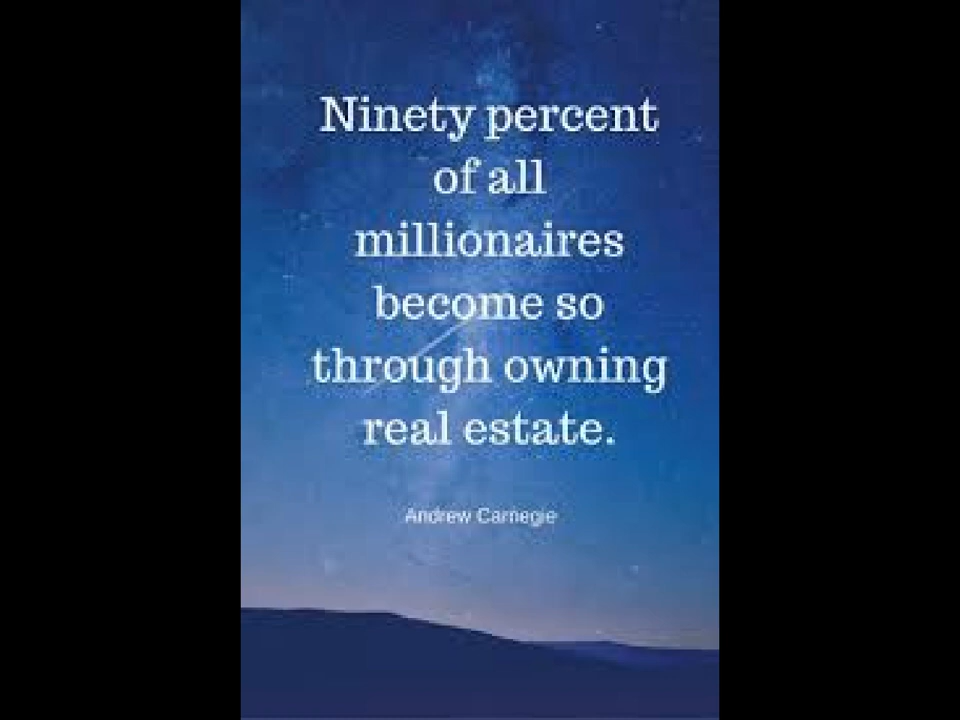 Ninety percent
of all
millionaires
become so
through owning
real estate.
Andrew Carnegie